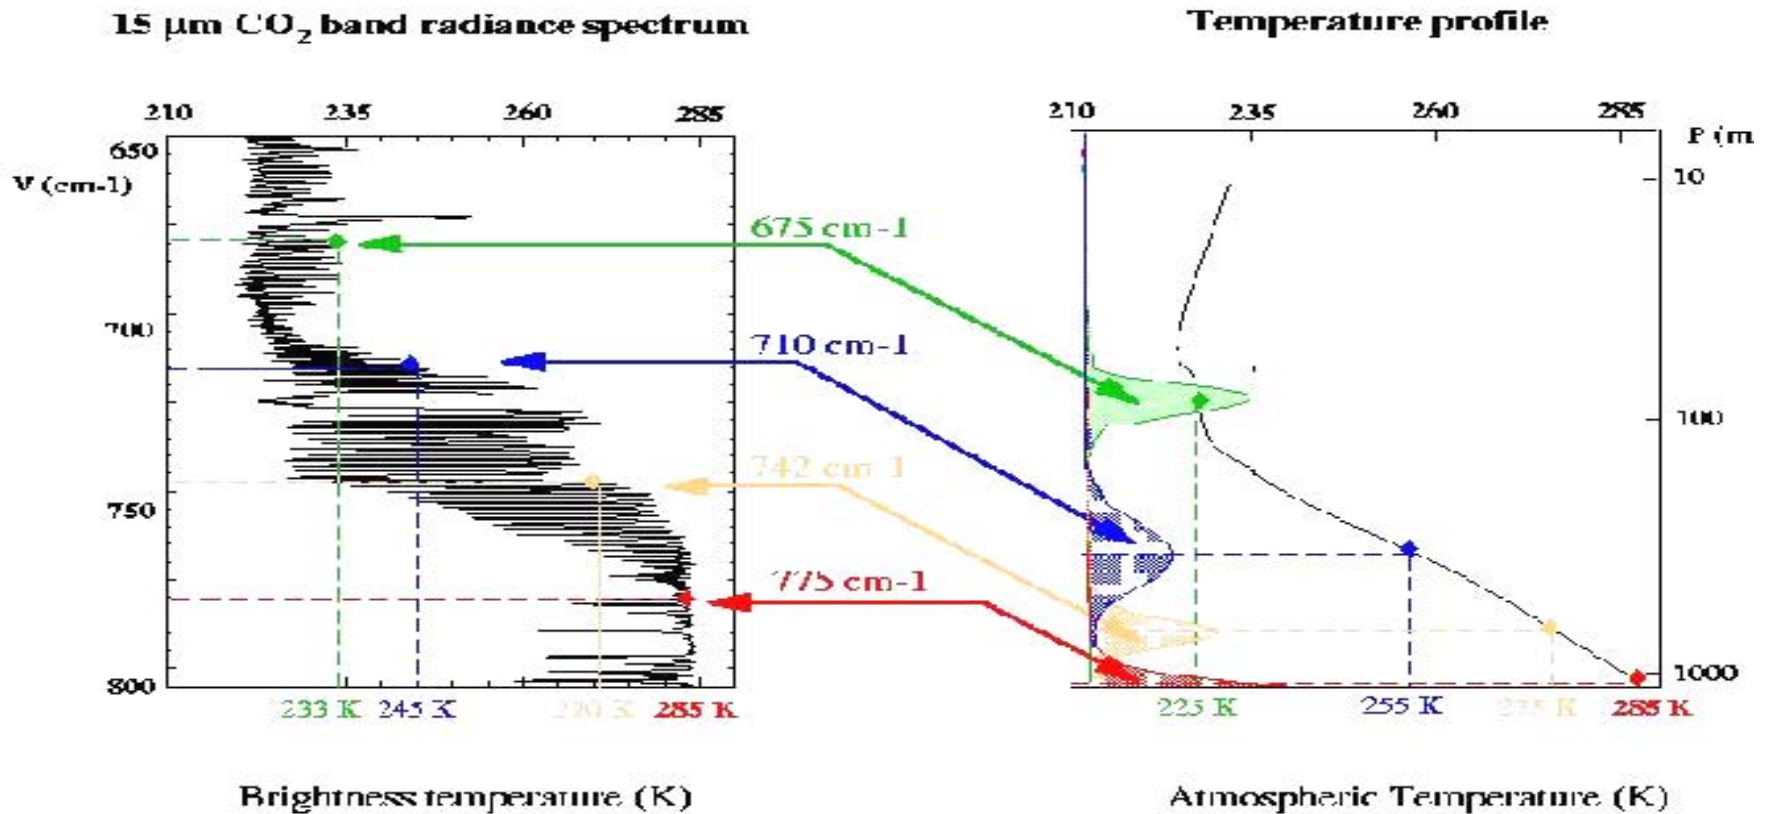 15 μm CO2 band radiance spectrum
Temperature profile
210 235 260 285
210 235 260 285
P (m
650
V (cm-1)
10
675 cm-1
700
710 cm-1
100
742 cm-1
750
775 cm-1
800
1000
233 K 245 K 270 K 285 K
225 K 255 K 275 K 285 K
Brightness temperature (K)
Atmospheric Temperature (K)